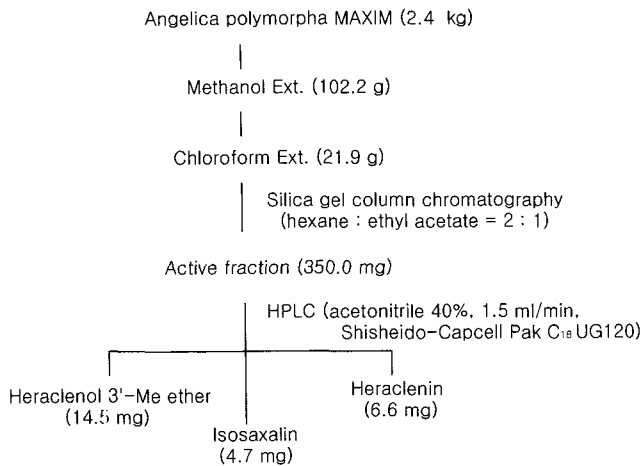 Angelica polymorpha MAXIM (2.4 kg)
Methanol Ext. (102.2 g)
Chloroform Ext. (21.9 g)
Silica gel column chromatography
(hexane : ethyl acetate = 2 : 1)
Active fraction (350.0 mg)
HPLC (acetonitrile 40%, 1.5 ml/min,
Shisheido-Capcell Pak C₁₈ UG120)
Heraclenol 3'-Me ether
(14.5 mg)
Isosaxalin
(4.7 mg)
Heraclenin
(6.6 mg)